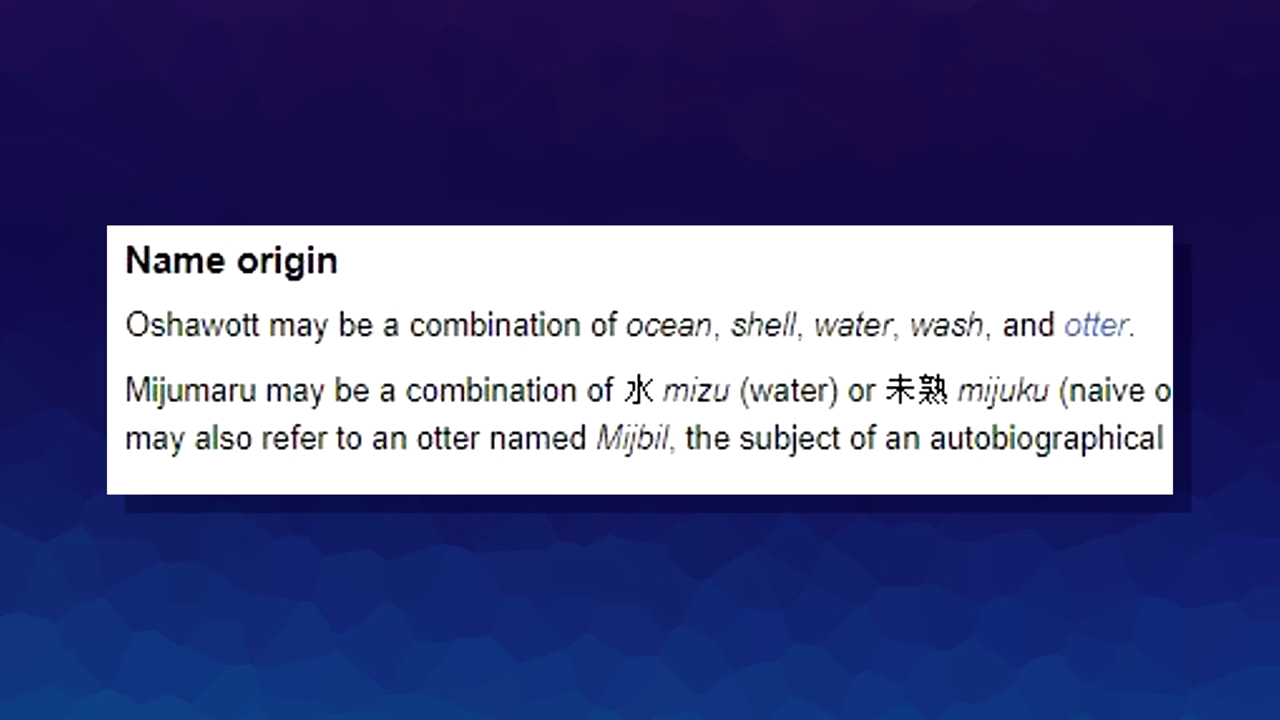 Name origin
Oshawott may be a combination of ocean, shell, water, wash, and otter.
Mijumaru may be a combination of 水 mizu (water) or 未熟 mijuku (naive o
may also refer to an otter named Mijbil, the subject of an autobiographical